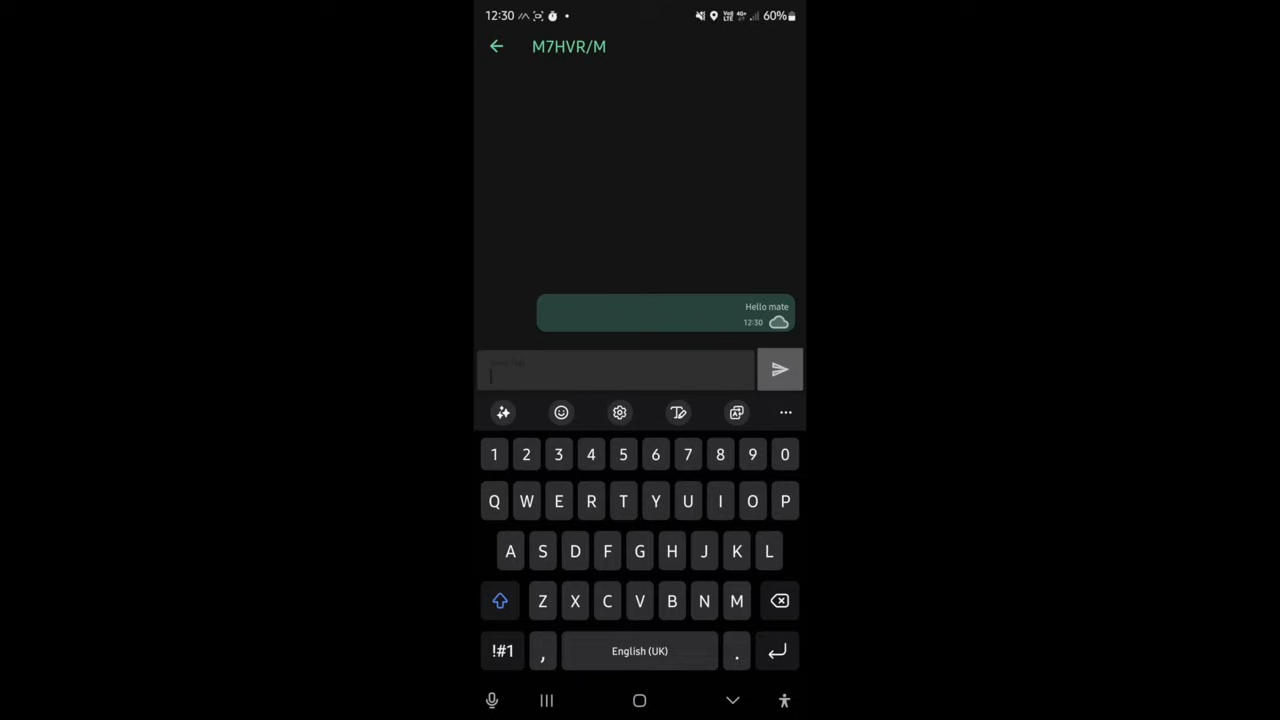 12:30 60%
M7HVR/M
Hello mate
12:30
1 2 3 4 5 6 7 8 9 0
Q W E R T Y U I O P
A S D F G H J K L
Z X C V B N M
!#1 , English (UK) .